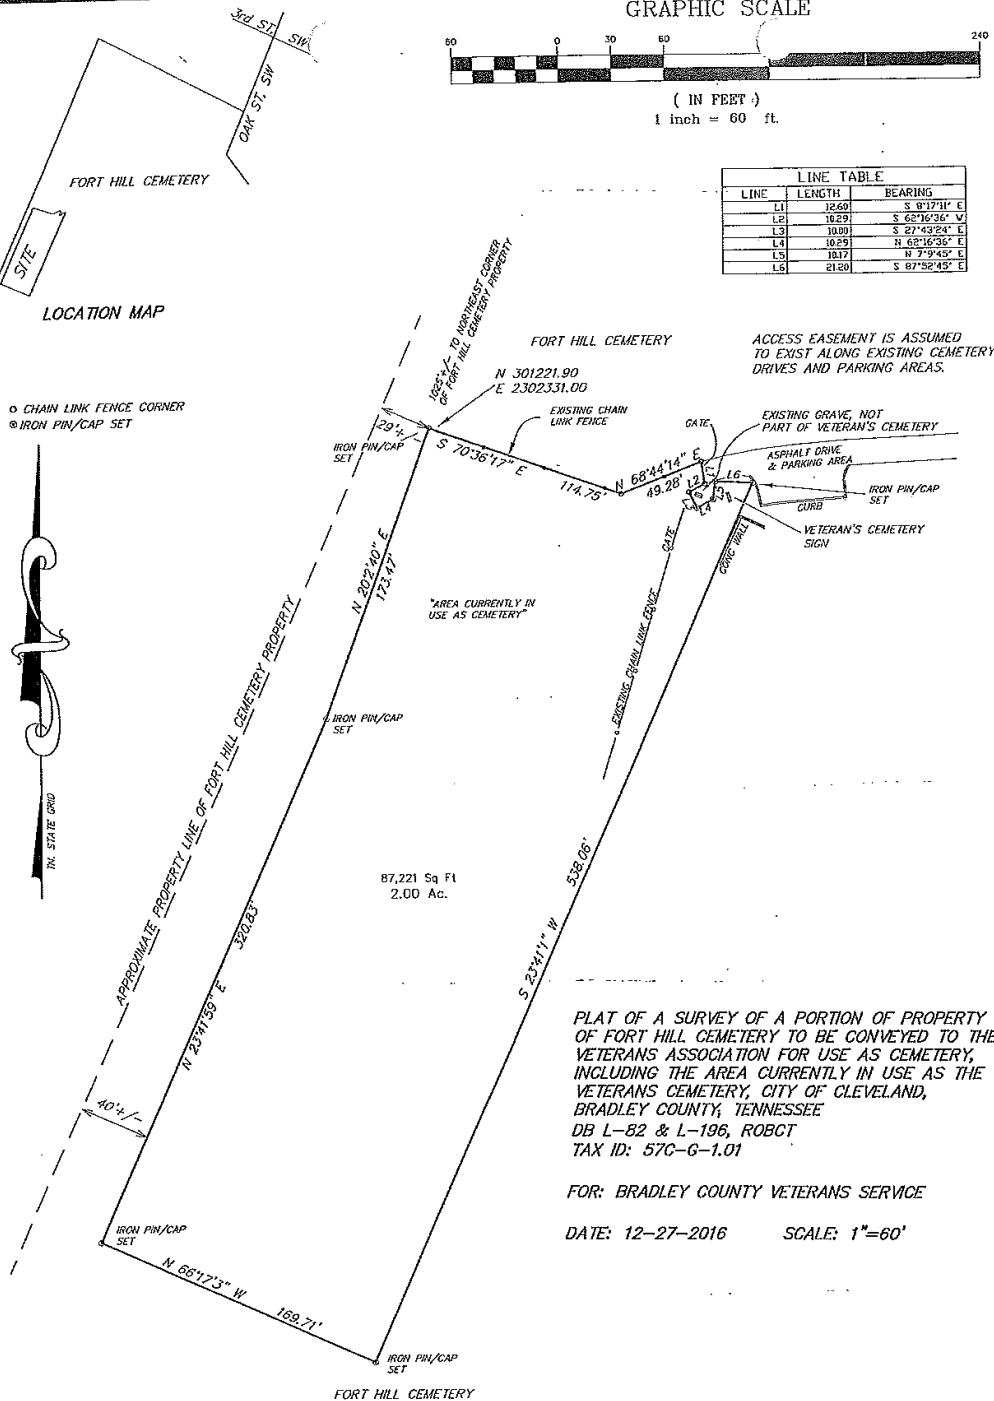 GRAPHIC SCALE
60 0 30 60 240
( IN FEET )
1 inch = 60 ft.
3rd ST. SW
OAK ST. SW
FORT HILL CEMETERY
SITE
LOCATION MAP
LINE TABLE
LINE LENGTH BEARING
L1 12.60 S 8°17'11" E
L2 10.29 S 62°16'36" W
L3 10.00 S 27°43'24" E
L4 10.29 N 62°16'36" E
L5 10.17 N 7°9'45" E
L6 21.20 S 87°52'45" E
○ CHAIN LINK FENCE CORNER
⊙ IRON PIN/CAP SET
TN. STATE GRID
1025'+/- TO NORTHEAST CORNER
OF FORT HILL CEMETERY PROPERTY
FORT HILL CEMETERY
ACCESS EASEMENT IS ASSUMED
TO EXIST ALONG EXISTING CEMETERY
DRIVES AND PARKING AREAS.
N 301221.90
E 2302331.00
EXISTING CHAIN
LINK FENCE
29'+/-
IRON PIN/CAP
SET
S 70°36'17" E
114.75'
N 68°44'14" E
49.28'
GATE
EXISTING GRAVE, NOT
PART OF VETERAN'S CEMETERY
ASPHALT DRIVE
& PARKING AREA
L1
L2
L3
L4
L5
L6
IRON PIN/CAP
SET
CURB
VETERAN'S CEMETERY
SIGN
GATE
CONC WALL
N 20°2'40" E
173.47'
"AREA CURRENTLY IN
USE AS CEMETERY"
EXISTING CHAIN LINK FENCE
IRON PIN/CAP
SET
APPROXIMATE PROPERTY LINE OF FORT HILL CEMETERY PROPERTY
87,221 Sq Ft
2.00 Ac.
538.06'
S 23°41'1" W
320.83'
N 23°41'59" E
40'+/-
IRON PIN/CAP
SET
N 66°17'3" W
169.71'
IRON PIN/CAP
SET
FORT HILL CEMETERY
PLAT OF A SURVEY OF A PORTION OF PROPERTY
OF FORT HILL CEMETERY TO BE CONVEYED TO THE
VETERANS ASSOCIATION FOR USE AS CEMETERY,
INCLUDING THE AREA CURRENTLY IN USE AS THE
VETERANS CEMETERY, CITY OF CLEVELAND,
BRADLEY COUNTY, TENNESSEE
DB L-82 & L-196, ROBCT
TAX ID: 57C-G-1.01
FOR: BRADLEY COUNTY VETERANS SERVICE
DATE: 12-27-2016 SCALE: 1"=60'